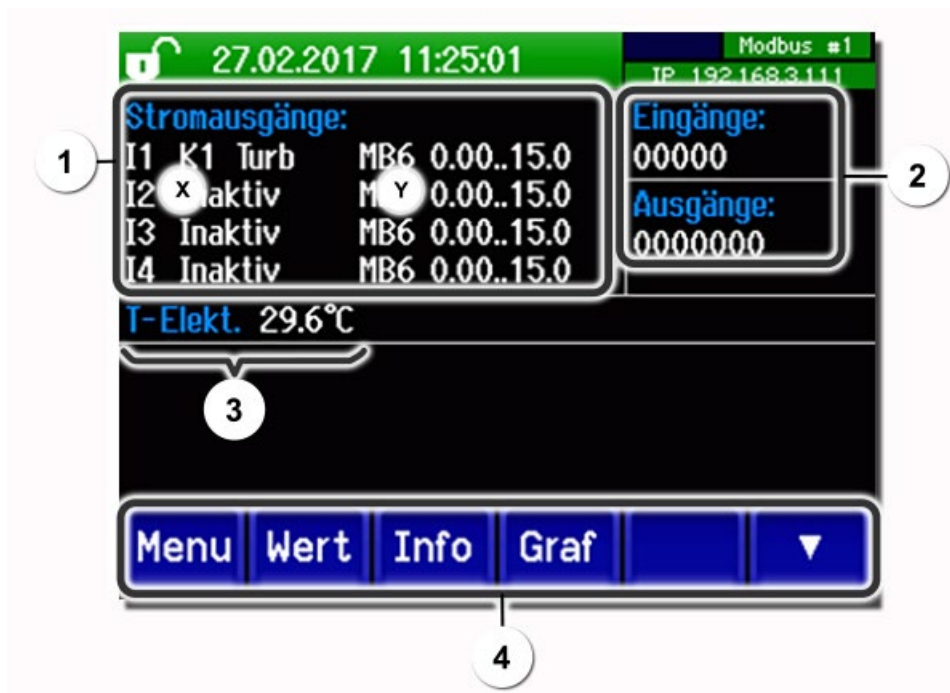 27.02.2017 11:25:01
Modbus #1
IP 192.168.3.111
Stromausgänge:
I1 K1 Turb MB6 0.00..15.0
I2 X aktiv M Y 0.00..15.0
I3 Inaktiv MB6 0.00..15.0
I4 Inaktiv MB6 0.00..15.0
Eingänge:
00000
Ausgänge:
0000000
T-Elekt. 29.6°C
Menu Wert Info Graf ▼
1
2
3
4